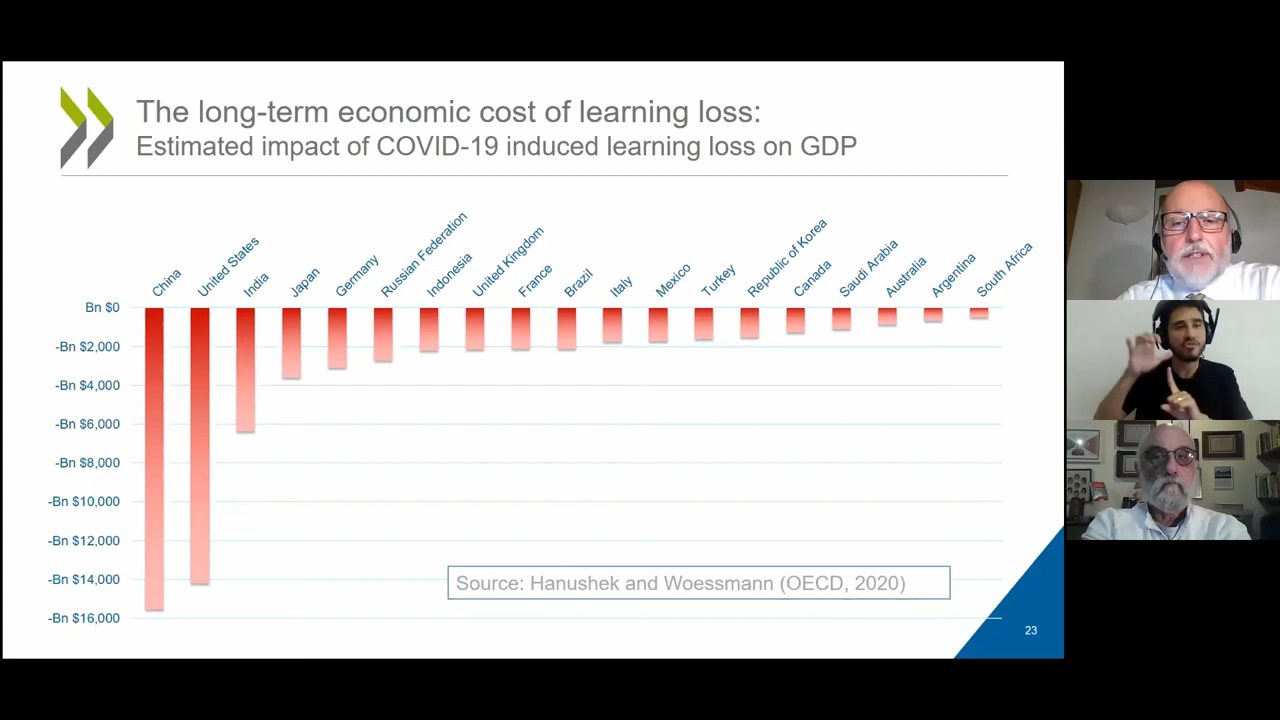 The long-term economic cost of learning loss:
Estimated impact of COVID-19 induced learning loss on GDP
China
United States
India
Japan
Germany
Russian Federation
Indonesia
United Kingdom
France
Brazil
Italy
Mexico
Turkey
Republic of Korea
Canada
Saudi Arabia
Australia
Argentina
South Africa
Bn $0
-Bn $2,000
-Bn $4,000
-Bn $6,000
-Bn $8,000
-Bn $10,000
-Bn $12,000
-Bn $14,000
-Bn $16,000
Source: Hanushek and Woessmann (OECD, 2020)
23